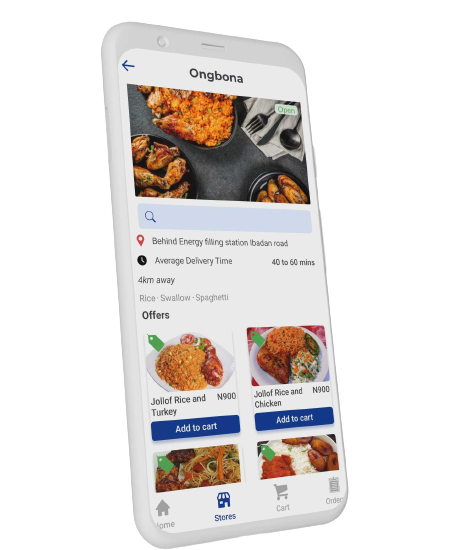 Ongbona
Open
Behind Energy filling station Ibadan road
Average Delivery Time 40 to 60 mins
4km away
Rice · Swallow · Spaghetti
Offers
Jollof Rice and Turkey N900
Jollof Rice and Chicken N900
Add to cart
Add to cart
Home
Stores
Cart
Order